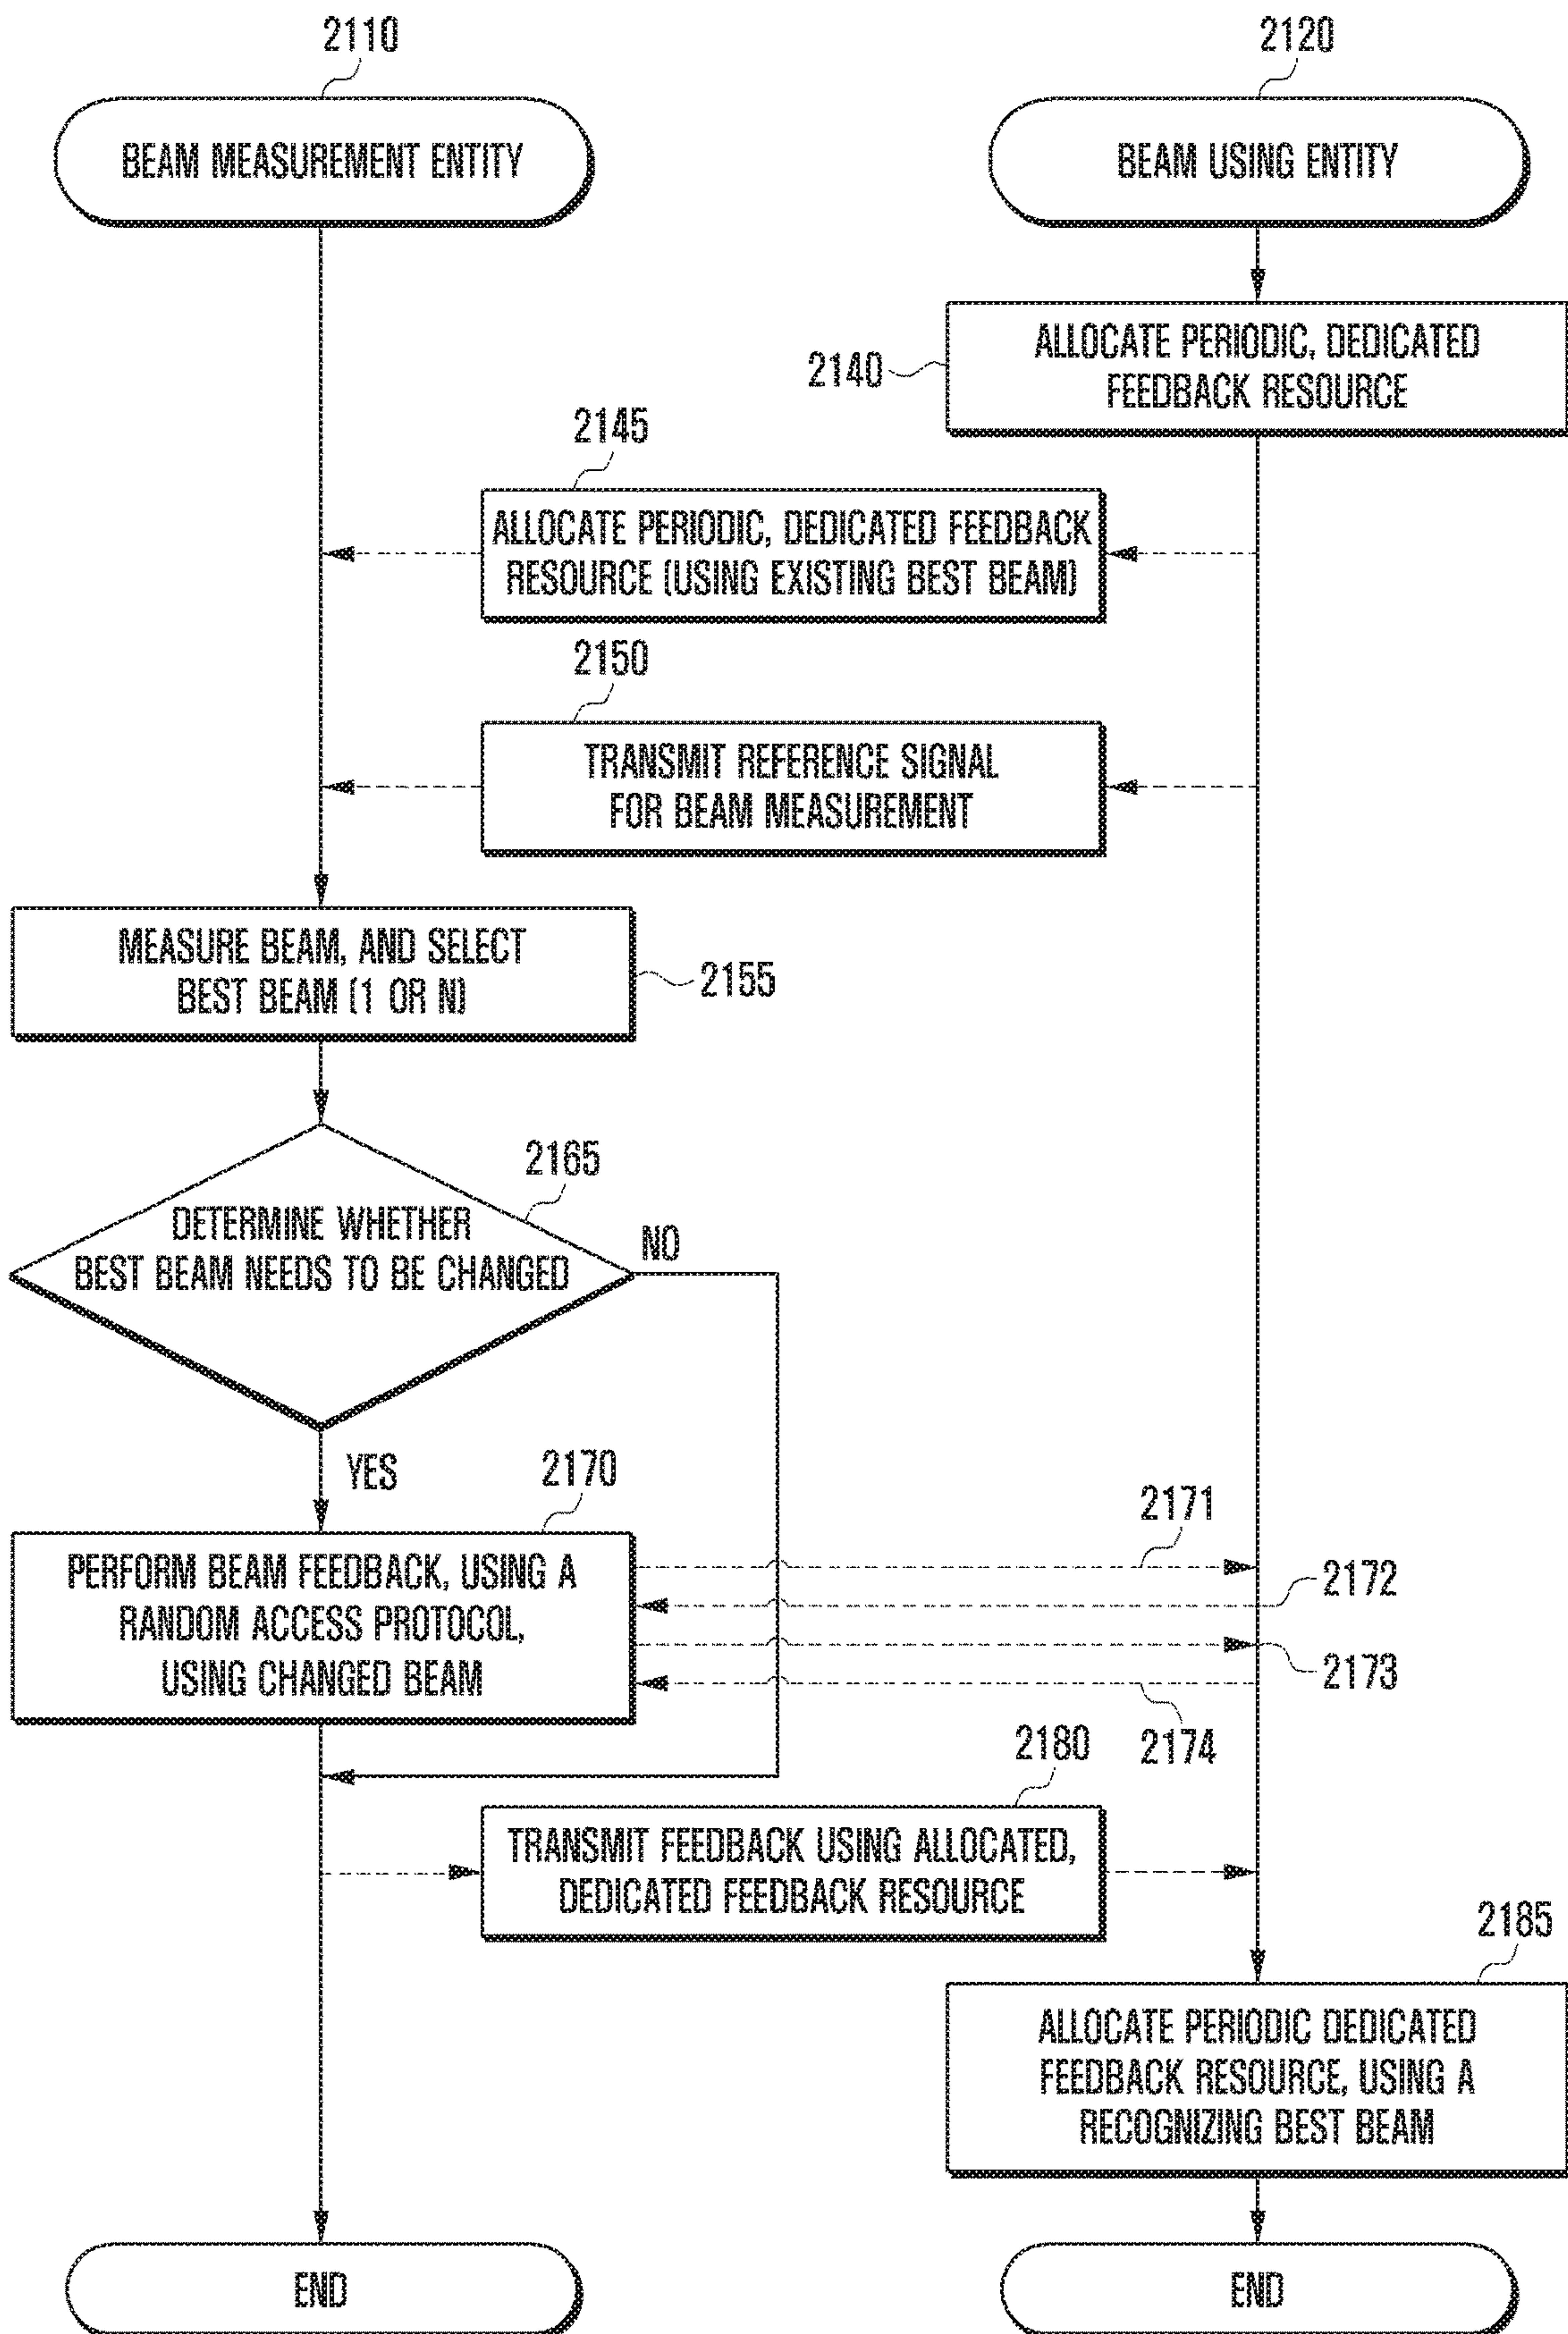 2110
2120
BEAM MEASUREMENT ENTITY
BEAM USING ENTITY
2140
ALLOCATE PERIODIC, DEDICATED
FEEDBACK RESOURCE
2145
ALLOCATE PERIODIC, DEDICATED FEEDBACK
RESOURCE (USING EXISTING BEST BEAM)
2150
TRANSMIT REFERENCE SIGNAL
FOR BEAM MEASUREMENT
MEASURE BEAM, AND SELECT
BEST BEAM (1 OR N)
2155
2165
DETERMINE WHETHER
BEST BEAM NEEDS TO BE CHANGED
NO
YES
2170
PERFORM BEAM FEEDBACK, USING A
RANDOM ACCESS PROTOCOL,
USING CHANGED BEAM
2171
2172
2173
2174
2180
TRANSMIT FEEDBACK USING ALLOCATED,
DEDICATED FEEDBACK RESOURCE
2185
ALLOCATE PERIODIC DEDICATED
FEEDBACK RESOURCE, USING A
RECOGNIZING BEST BEAM
END
END